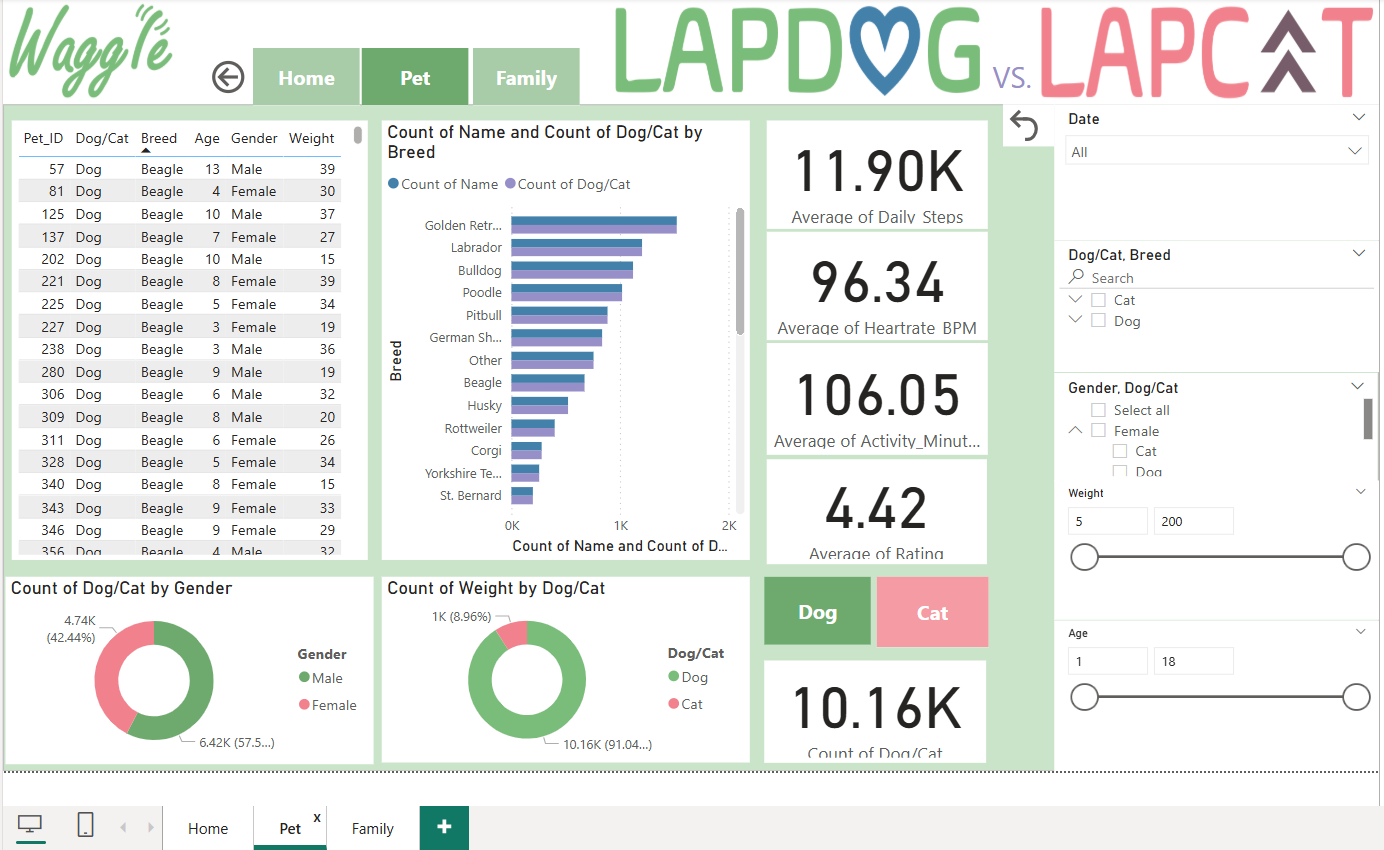 Waggle
Home
Pet
Family
LAPDOG
VS.
LAPCAT
Pet_ID Dog/Cat Breed Age Gender Weight
57 Dog Beagle 13 Male 39
81 Dog Beagle 4 Female 30
125 Dog Beagle 10 Male 37
137 Dog Beagle 7 Female 27
202 Dog Beagle 10 Male 15
221 Dog Beagle 8 Female 39
225 Dog Beagle 5 Female 34
227 Dog Beagle 3 Female 19
238 Dog Beagle 3 Male 36
280 Dog Beagle 9 Male 19
306 Dog Beagle 6 Male 32
309 Dog Beagle 8 Male 20
311 Dog Beagle 6 Female 26
328 Dog Beagle 5 Female 34
340 Dog Beagle 8 Female 15
343 Dog Beagle 9 Female 33
346 Dog Beagle 9 Female 29
356 Dog Beagle 4 Male 32
Count of Name and Count of Dog/Cat by
Breed
Count of Name Count of Dog/Cat
Breed
Golden Retr...
Labrador
Bulldog
Poodle
Pitbull
German Sh...
Other
Beagle
Husky
Rottweiler
Corgi
Yorkshire Te...
St. Bernard
0K 1K 2K
Count of Name and Count of D...
11.90K
Average of Daily_Steps
96.34
Average of Heartrate_BPM
106.05
Average of Activity_Minut...
4.42
Average of Rating
Date
All
Dog/Cat, Breed
Search
Cat
Dog
Gender, Dog/Cat
Select all
Female
Cat
Dog
Weight
5 200
Age
1 18
Count of Dog/Cat by Gender
4.74K
(42.44%)
6.42K (57.5...)
Gender
Male
Female
Count of Weight by Dog/Cat
1K (8.96%)
10.16K (91.04...)
Dog/Cat
Dog
Cat
Dog
Cat
10.16K
Count of Dog/Cat
Home
Pet
x
Family
+